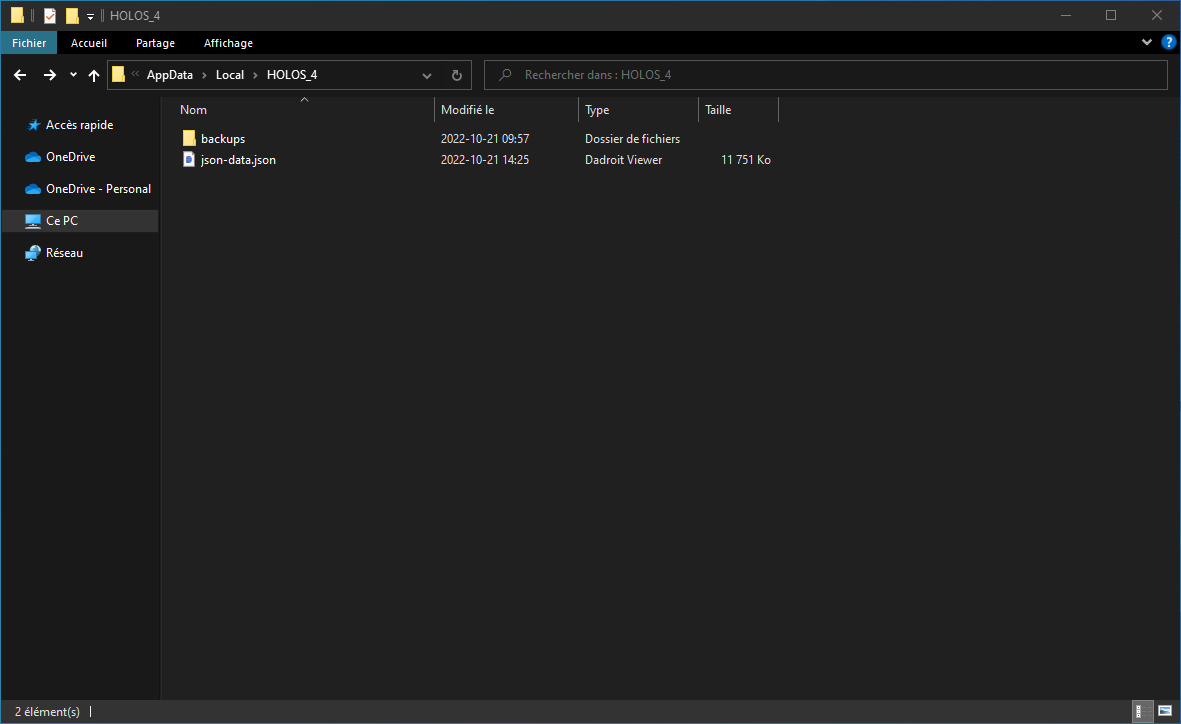 HOLOS_4
Fichier Accueil Partage Affichage ?
« AppData › Local › HOLOS_4 Rechercher dans : HOLOS_4
Accès rapide
OneDrive
OneDrive - Personal
Ce PC
Réseau
Nom Modifié le Type Taille
backups 2022-10-21 09:57 Dossier de fichiers
json-data.json 2022-10-21 14:25 Dadroit Viewer 11 751 Ko
2 élément(s)